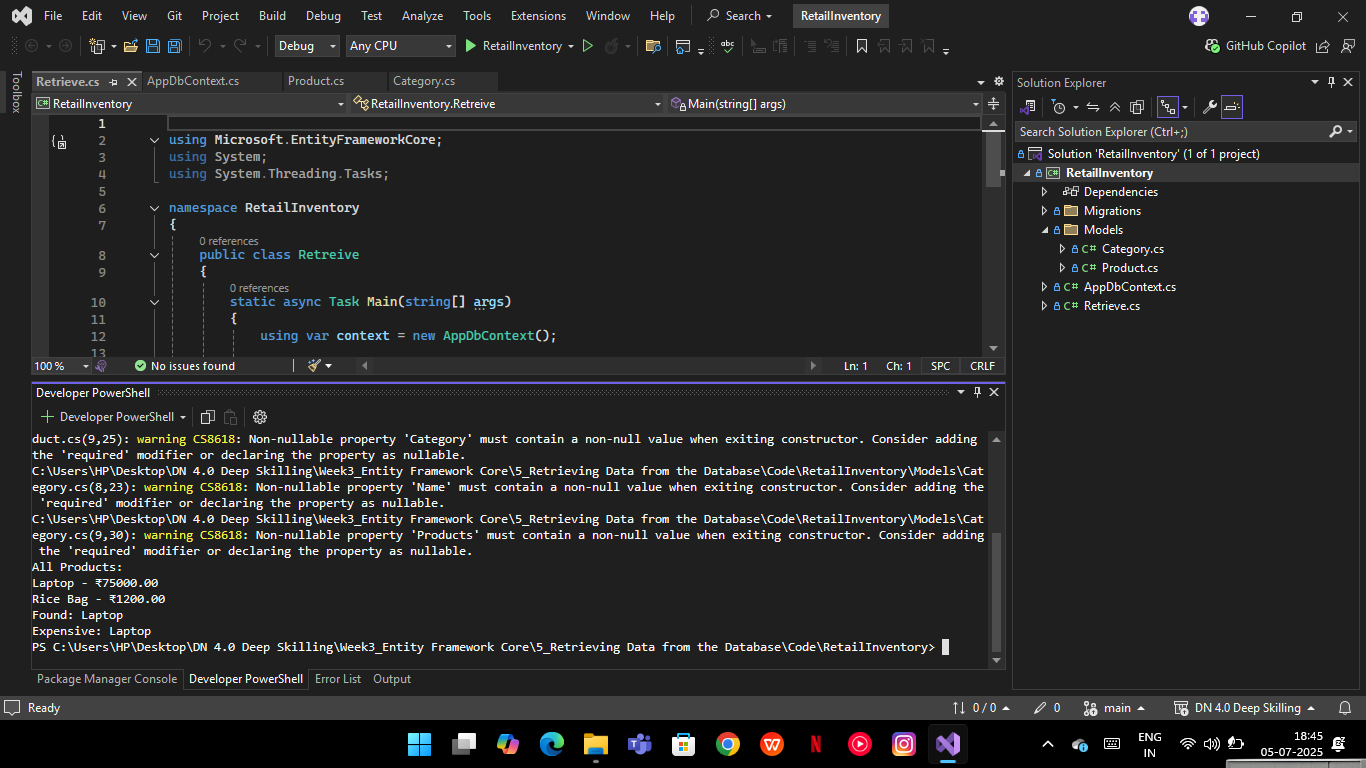 File Edit View Git Project Build Debug Test Analyze Tools Extensions Window Help Search RetailInventory
Debug Any CPU RetailInventory GitHub Copilot
Toolbox
Retrieve.cs AppDbContext.cs Product.cs Category.cs
RetailInventory RetailInventory.Retreive Main(string[] args)
1
2 using Microsoft.EntityFrameworkCore;
3 using System;
4 using System.Threading.Tasks;
5
6 namespace RetailInventory
7 {
0 references
8 public class Retreive
9 {
0 references
10 static async Task Main(string[] args)
11 {
12 using var context = new AppDbContext();
13
100 % No issues found Ln: 1 Ch: 1 SPC CRLF
Developer PowerShell
Developer PowerShell
duct.cs(9,25): warning CS8618: Non-nullable property 'Category' must contain a non-null value when exiting constructor. Consider adding
the 'required' modifier or declaring the property as nullable.
C:\Users\HP\Desktop\DN 4.0 Deep Skilling\Week3_Entity Framework Core\5_Retrieving Data from the Database\Code\RetailInventory\Models\Cat
egory.cs(8,23): warning CS8618: Non-nullable property 'Name' must contain a non-null value when exiting constructor. Consider adding the
'required' modifier or declaring the property as nullable.
C:\Users\HP\Desktop\DN 4.0 Deep Skilling\Week3_Entity Framework Core\5_Retrieving Data from the Database\Code\RetailInventory\Models\Cat
egory.cs(9,30): warning CS8618: Non-nullable property 'Products' must contain a non-null value when exiting constructor. Consider adding
the 'required' modifier or declaring the property as nullable.
All Products:
Laptop - ₹75000.00
Rice Bag - ₹1200.00
Found: Laptop
Expensive: Laptop
PS C:\Users\HP\Desktop\DN 4.0 Deep Skilling\Week3_Entity Framework Core\5_Retrieving Data from the Database\Code\RetailInventory>
Package Manager Console Developer PowerShell Error List Output
Solution Explorer
Search Solution Explorer (Ctrl+;)
Solution 'RetailInventory' (1 of 1 project)
RetailInventory
Dependencies
Migrations
Models
C# Category.cs
C# Product.cs
C# AppDbContext.cs
C# Retrieve.cs
Ready 0 / 0 0 main DN 4.0 Deep Skilling
ENG
IN
18:45
05-07-2025